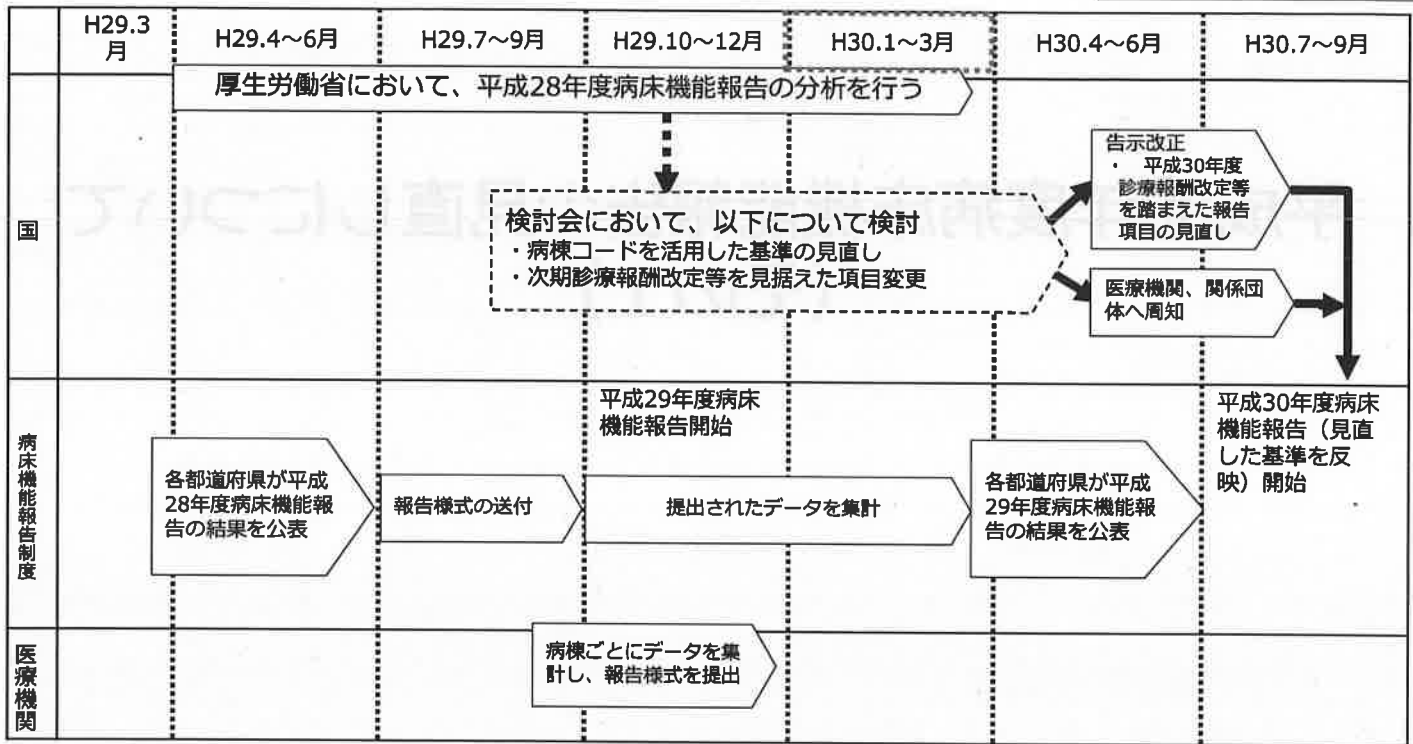 H29.3
月
H29.4～6月
H29.7～9月
H29.10～12月
H30.1～3月
H30.4～6月
H30.7～9月
国
厚生労働省において、平成28年度病床機能報告の分析を行う
検討会において、以下について検討
・病棟コードを活用した基準の見直し
・次期診療報酬改定等を見据えた項目変更
告示改正
・ 平成30年度
診療報酬改定等
を踏まえた報告
項目の見直し
医療機関、関係団
体へ周知
病床機能報告制度
各都道府県が平成
28年度病床機能報
告の結果を公表
報告様式の送付
平成29年度病床
機能報告開始
提出されたデータを集計
各都道府県が平成
29年度病床機能報
告の結果を公表
平成30年度病床
機能報告（見直
した基準を反
映）開始
医療機関
病棟ごとにデータを集
計し、報告様式を提出